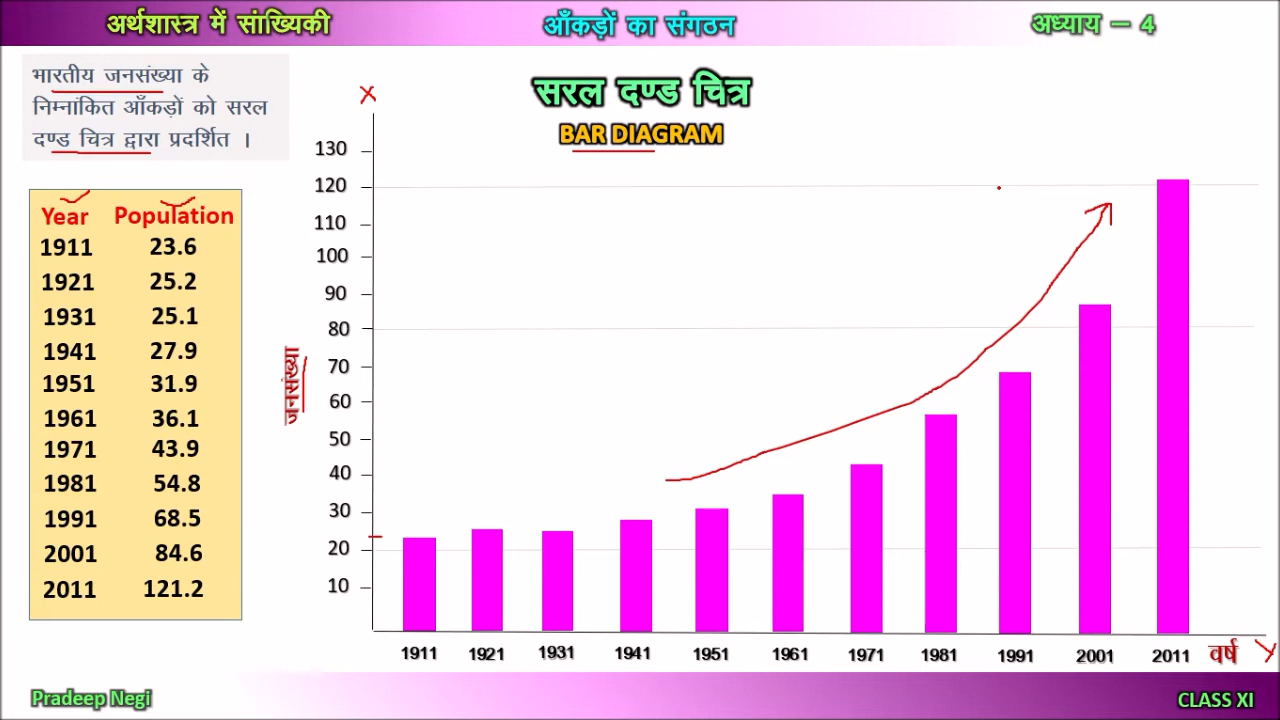 अर्थशास्त्र में सांख्यिकी
आँकड़ों का संगठन
अध्याय – 4
भारतीय जनसंख्या के
निम्नांकित आँकड़ों को सरल
दण्ड चित्र द्वारा प्रदर्शित ।
सरल दण्ड चित्र
BAR DIAGRAM
Year Population
1911 23.6
1921 25.2
1931 25.1
1941 27.9
1951 31.9
1961 36.1
1971 43.9
1981 54.8
1991 68.5
2001 84.6
2011 121.2
X
130
120
110
100
90
80
70
60
50
40
30
20
10
जनसंख्या
1911 1921 1931 1941 1951 1961 1971 1981 1991 2001 2011 वर्ष Y
Pradeep Negi
CLASS XI